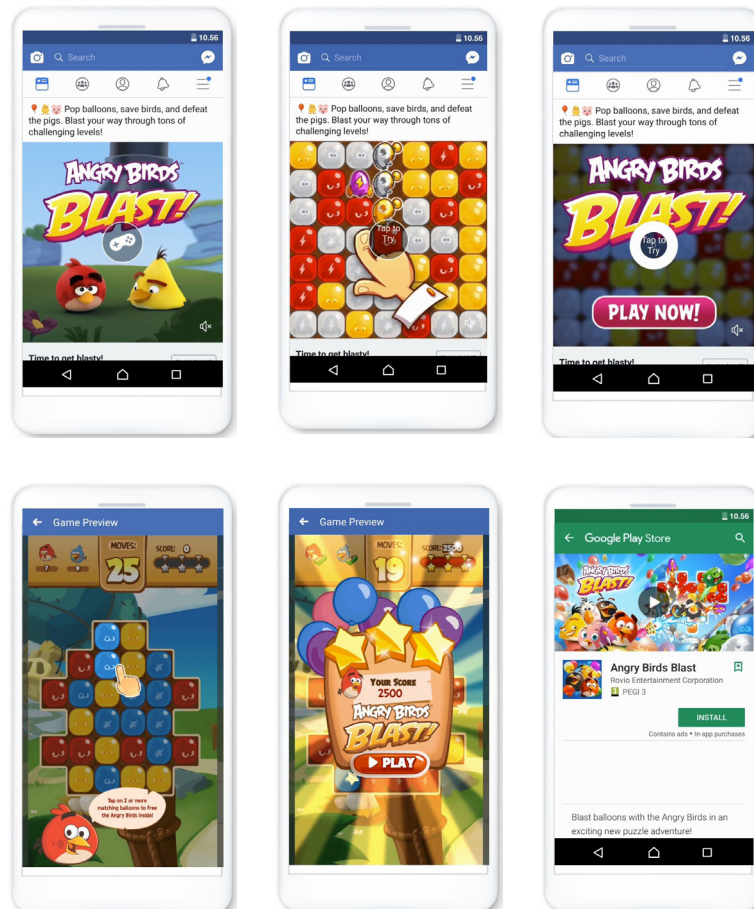 10.56
Search
Pop balloons, save birds, and defeat
the pigs. Blast your way through tons of
challenging levels!
ANGRY BIRDS
BLAST!
Time to get blasty!
10.56
Search
Pop balloons, save birds, and defeat
the pigs. Blast your way through tons of
challenging levels!
Tap to
Try
Time to get blasty!
10.56
Search
Pop balloons, save birds, and defeat
the pigs. Blast your way through tons of
challenging levels!
ANGRY BIRDS
BLAST!
Tap to
Try
PLAY NOW!
Time to get blasty!
Game Preview
MOVES:
25
SCORE: 0
7
9
Tap on 2 or more
matching balloons to free
the Angry Birds inside!
Game Preview
MOVES:
19
SCORE: 2500
YOUR SCORE
2500
ANGRY BIRDS
BLAST!
PLAY
10.56
Google Play Store
ANGRY BIRDS
BLAST!
Angry Birds Blast
Rovio Entertainment Corporation
PEGI 3
INSTALL
Contains ads • In-app purchases
Blast balloons with the Angry Birds in an
exciting new puzzle adventure!